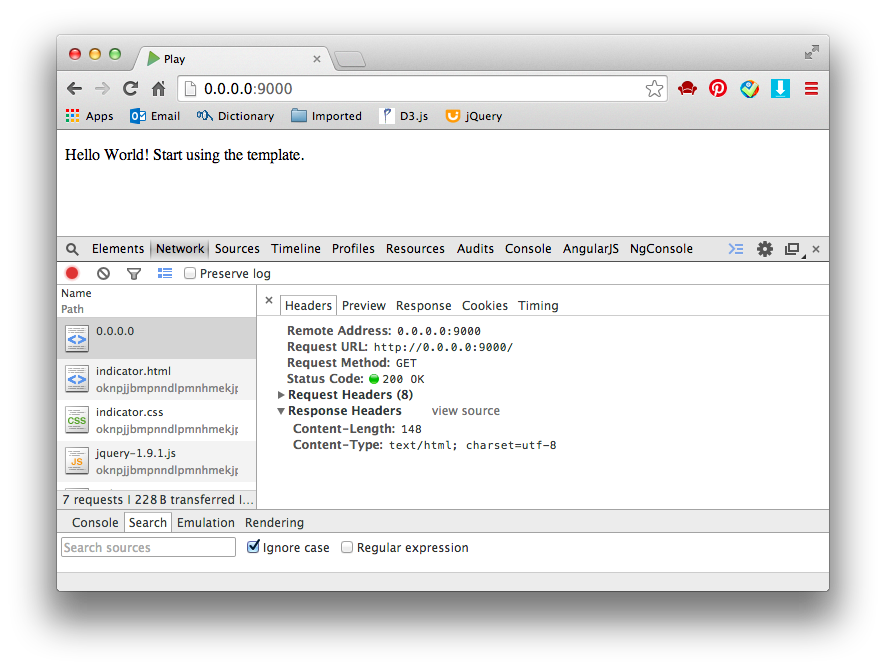 Play
0.0.0.0:9000
Apps Email Dictionary Imported D3.js jQuery
Hello World! Start using the template.
Elements Network Sources Timeline Profiles Resources Audits Console AngularJS NgConsole
Preserve log
Name
Path
0.0.0.0
indicator.html
oknpjjbmpnndlpmnhmekjp
indicator.css
oknpjjbmpnndlpmnhmekjp
CSS
jquery-1.9.1.js
oknpjjbmpnndlpmnhmekjp
JS
7 requests | 228 B transferred |...
Headers Preview Response Cookies Timing
Remote Address: 0.0.0.0:9000
Request URL: http://0.0.0.0:9000/
Request Method: GET
Status Code: 200 OK
Request Headers (8)
Response Headers view source
Content-Length: 148
Content-Type: text/html; charset=utf-8
Console Search Emulation Rendering
Search sources Ignore case Regular expression